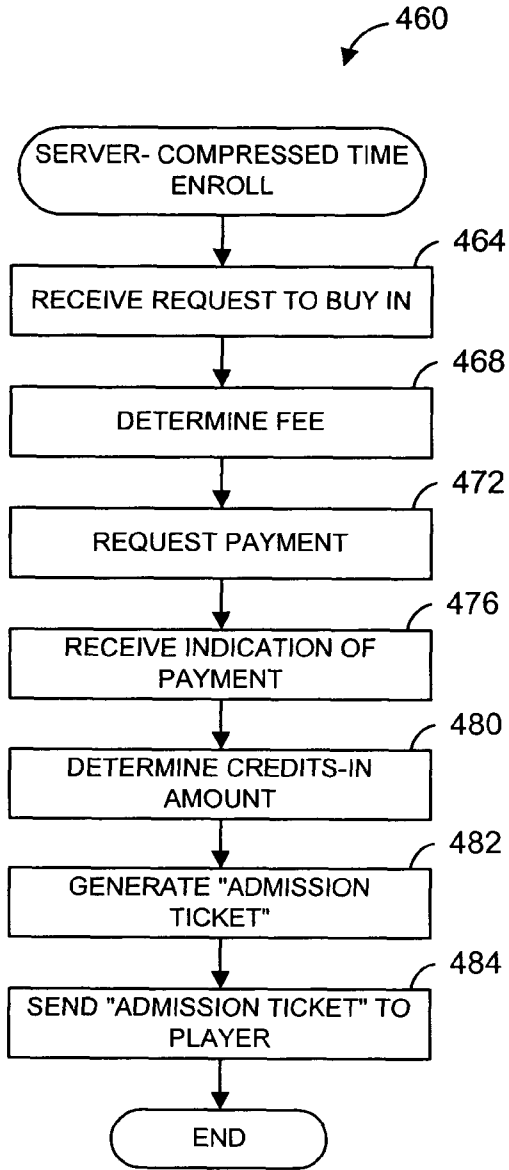 460
SERVER- COMPRESSED TIME
ENROLL
464
RECEIVE REQUEST TO BUY IN
468
DETERMINE FEE
472
REQUEST PAYMENT
476
RECEIVE INDICATION OF
PAYMENT
480
DETERMINE CREDITS-IN
AMOUNT
482
GENERATE "ADMISSION
TICKET"
484
SEND "ADMISSION TICKET" TO
PLAYER
END